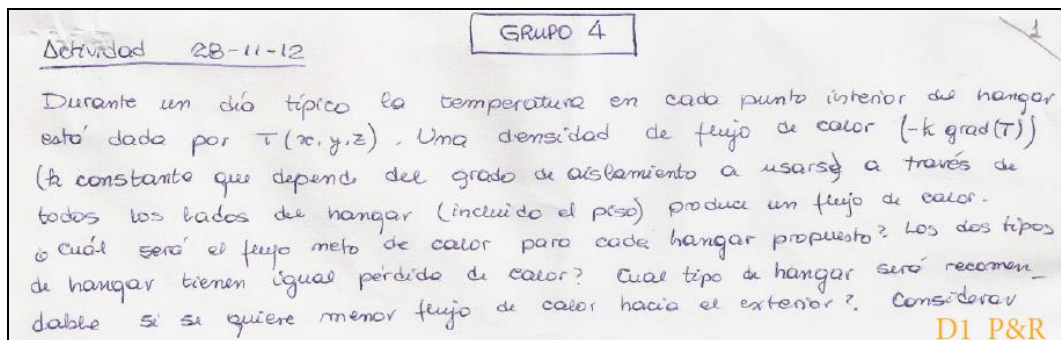 GRUPO 4
1
Actividad 28-11-12
Durante un día típico la temperatura en cada punto interior del hangar
está dada por T(x,y,z). Una densidad de flujo de calor (-k grad(T))
(k constante que depende del grado de aislamiento a usarse) a través de
todos los lados del hangar (incluido el piso) produce un flujo de calor.
¿Cuál será el flujo neto de calor para cada hangar propuesto? Los dos tipos
de hangar tienen igual pérdida de calor? Cual tipo de hangar será recomen_
dable si se quiere menor flujo de calor hacia el exterior?. Considerar
D1 P&R